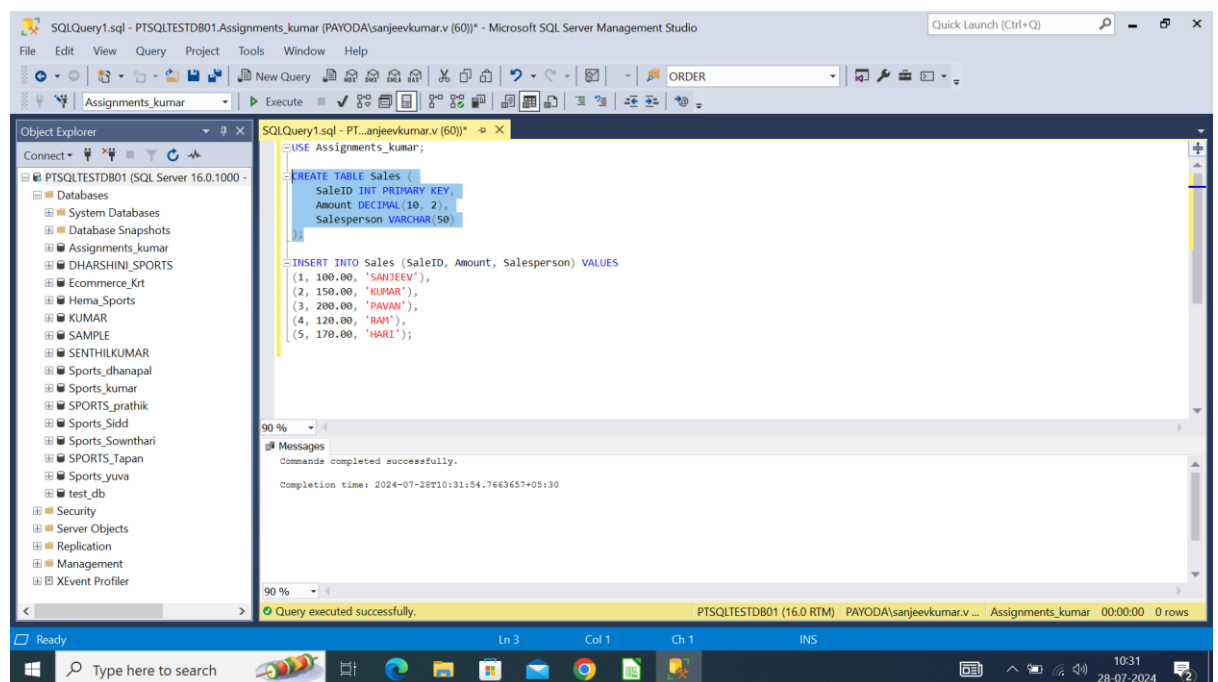 SQLQuery1.sql - PTSQLTESTDB01.Assignments_kumar (PAYODA\sanjeevkumar.v (60))* - Microsoft SQL Server Management Studio
Quick Launch (Ctrl+Q)
File Edit View Query Project Tools Window Help
New Query ORDER
Assignments_kumar Execute
Object Explorer
SQLQuery1.sql - PT...anjeevkumar.v (60))*
Connect
PTSQLTESTDB01 (SQL Server 16.0.1000 -
Databases
System Databases
Database Snapshots
Assignments_kumar
DHARSHINI_SPORTS
Ecommerce_Krt
Hema_Sports
KUMAR
SAMPLE
SENTHILKUMAR
Sports_dhanapal
Sports_kumar
SPORTS_prathik
Sports_Sidd
Sports_Sownthari
SPORTS_Tapan
Sports_yuva
test_db
Security
Server Objects
Replication
Management
XEvent Profiler
USE Assignments_kumar;
CREATE TABLE Sales (
SaleID INT PRIMARY KEY,
Amount DECIMAL(10, 2),
Salesperson VARCHAR(50)
);
INSERT INTO Sales (SaleID, Amount, Salesperson) VALUES
(1, 100.00, 'SANJEEV'),
(2, 150.00, 'KUMAR'),
(3, 200.00, 'PAVAN'),
(4, 120.00, 'RAM'),
(5, 170.00, 'HARI');
90 %
Messages
Commands completed successfully.
Completion time: 2024-07-28T10:31:54.7663657+05:30
90 %
Query executed successfully. PTSQLTESTDB01 (16.0 RTM) PAYODA\sanjeevkumar.v ... Assignments_kumar 00:00:00 0 rows
Ready Ln 3 Col 1 Ch 1 INS
Type here to search
10:31
28-07-2024
2